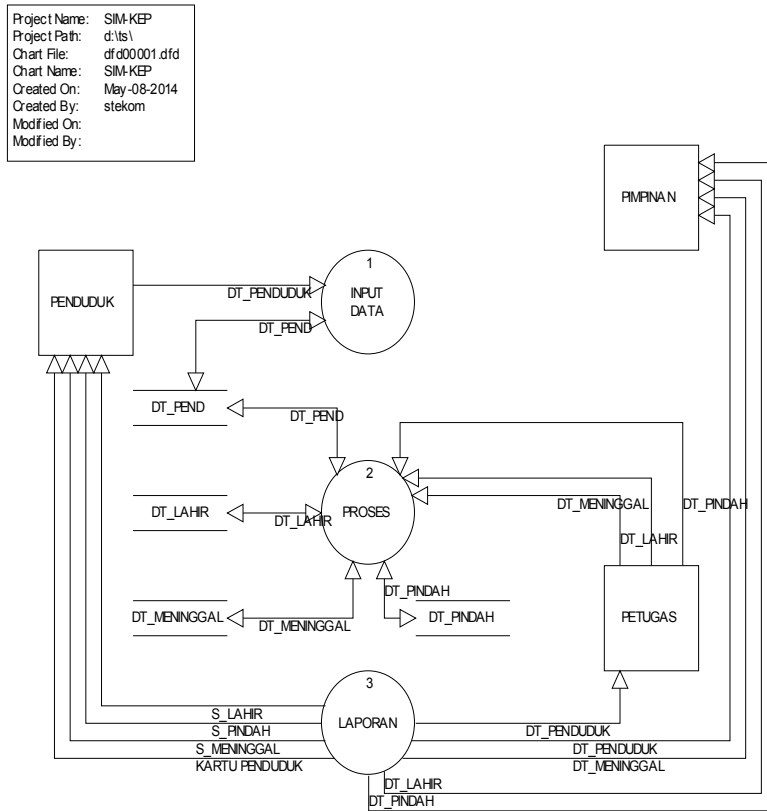 Project Name: SIM-KEP
Project Path: d:\ts\
Chart File: dfd00001.dfd
Chart Name: SIM-KEP
Created On: May-08-2014
Created By: stekom
Modified On:
Modified By:
PIMPINAN
PENDUDUK
DT_PENDUDUK
1
INPUT
DATA
DT_PEND
DT_PEND
DT_PEND
2
PROSES
DT_LAHIR
DT_LAHIR
DT_MENINGGAL
DT_PINDAH
DT_LAHIR
DT_PINDAH
DT_MENINGGAL
DT_MENINGGAL
DT_PINDAH
PETUGAS
3
LAPORAN
S_LAHIR
S_PINDAH
S_MENINGGAL
KARTU PENDUDUK
DT_PENDUDUK
DT_PENDUDUK
DT_MENINGGAL
DT_LAHIR
DT_PINDAH